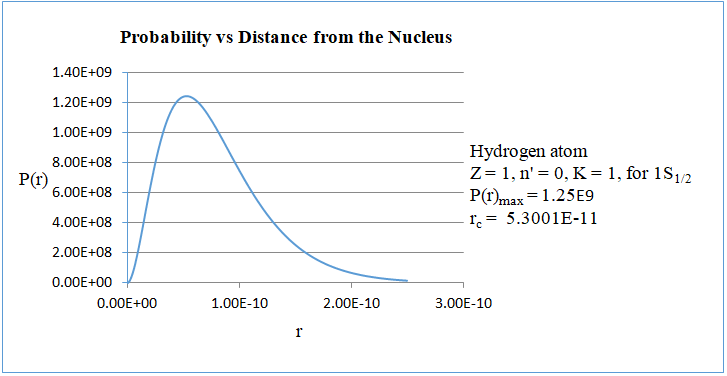 Probability vs Distance from the Nucleus
1.40E+09
1.20E+09
1.00E+09
8.00E+08
6.00E+08
4.00E+08
2.00E+08
0.00E+00
P(r)
0.00E+00 1.00E-10 2.00E-10 3.00E-10
r
Hydrogen atom
Z = 1, n' = 0, K = 1, for 1S1/2
P(r)max = 1.25E9
rc = 5.3001E-11